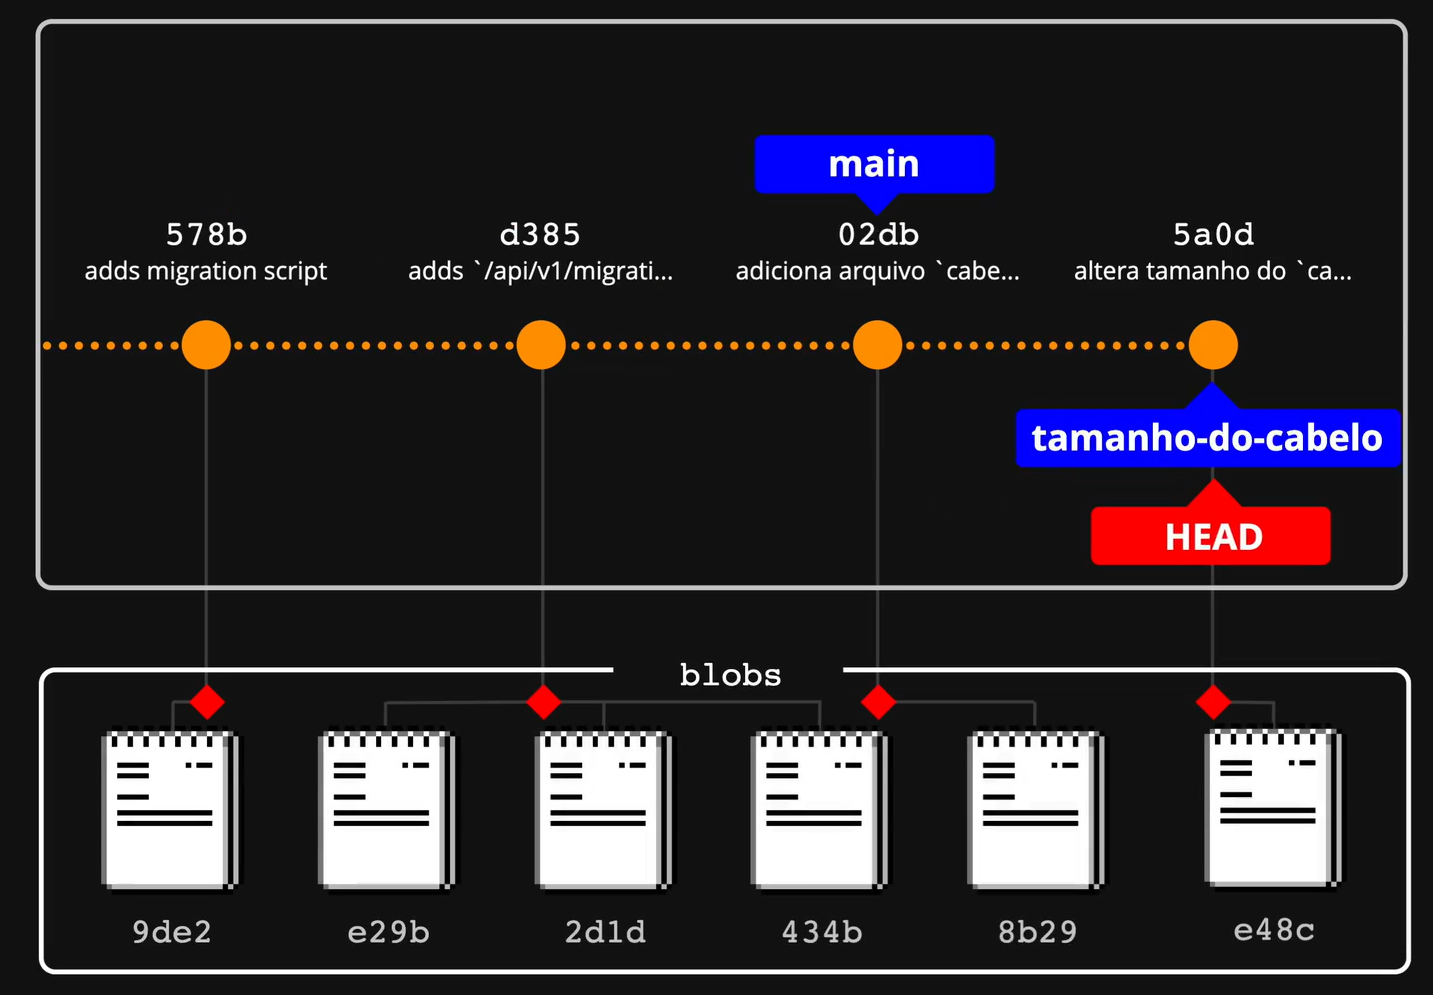 main
578b
adds migration script
d385
adds `/api/v1/migrati...
02db
adiciona arquivo `cabe...
5a0d
altera tamanho do `ca...
tamanho-do-cabelo
HEAD
blobs
9de2
e29b
2d1d
434b
8b29
e48c